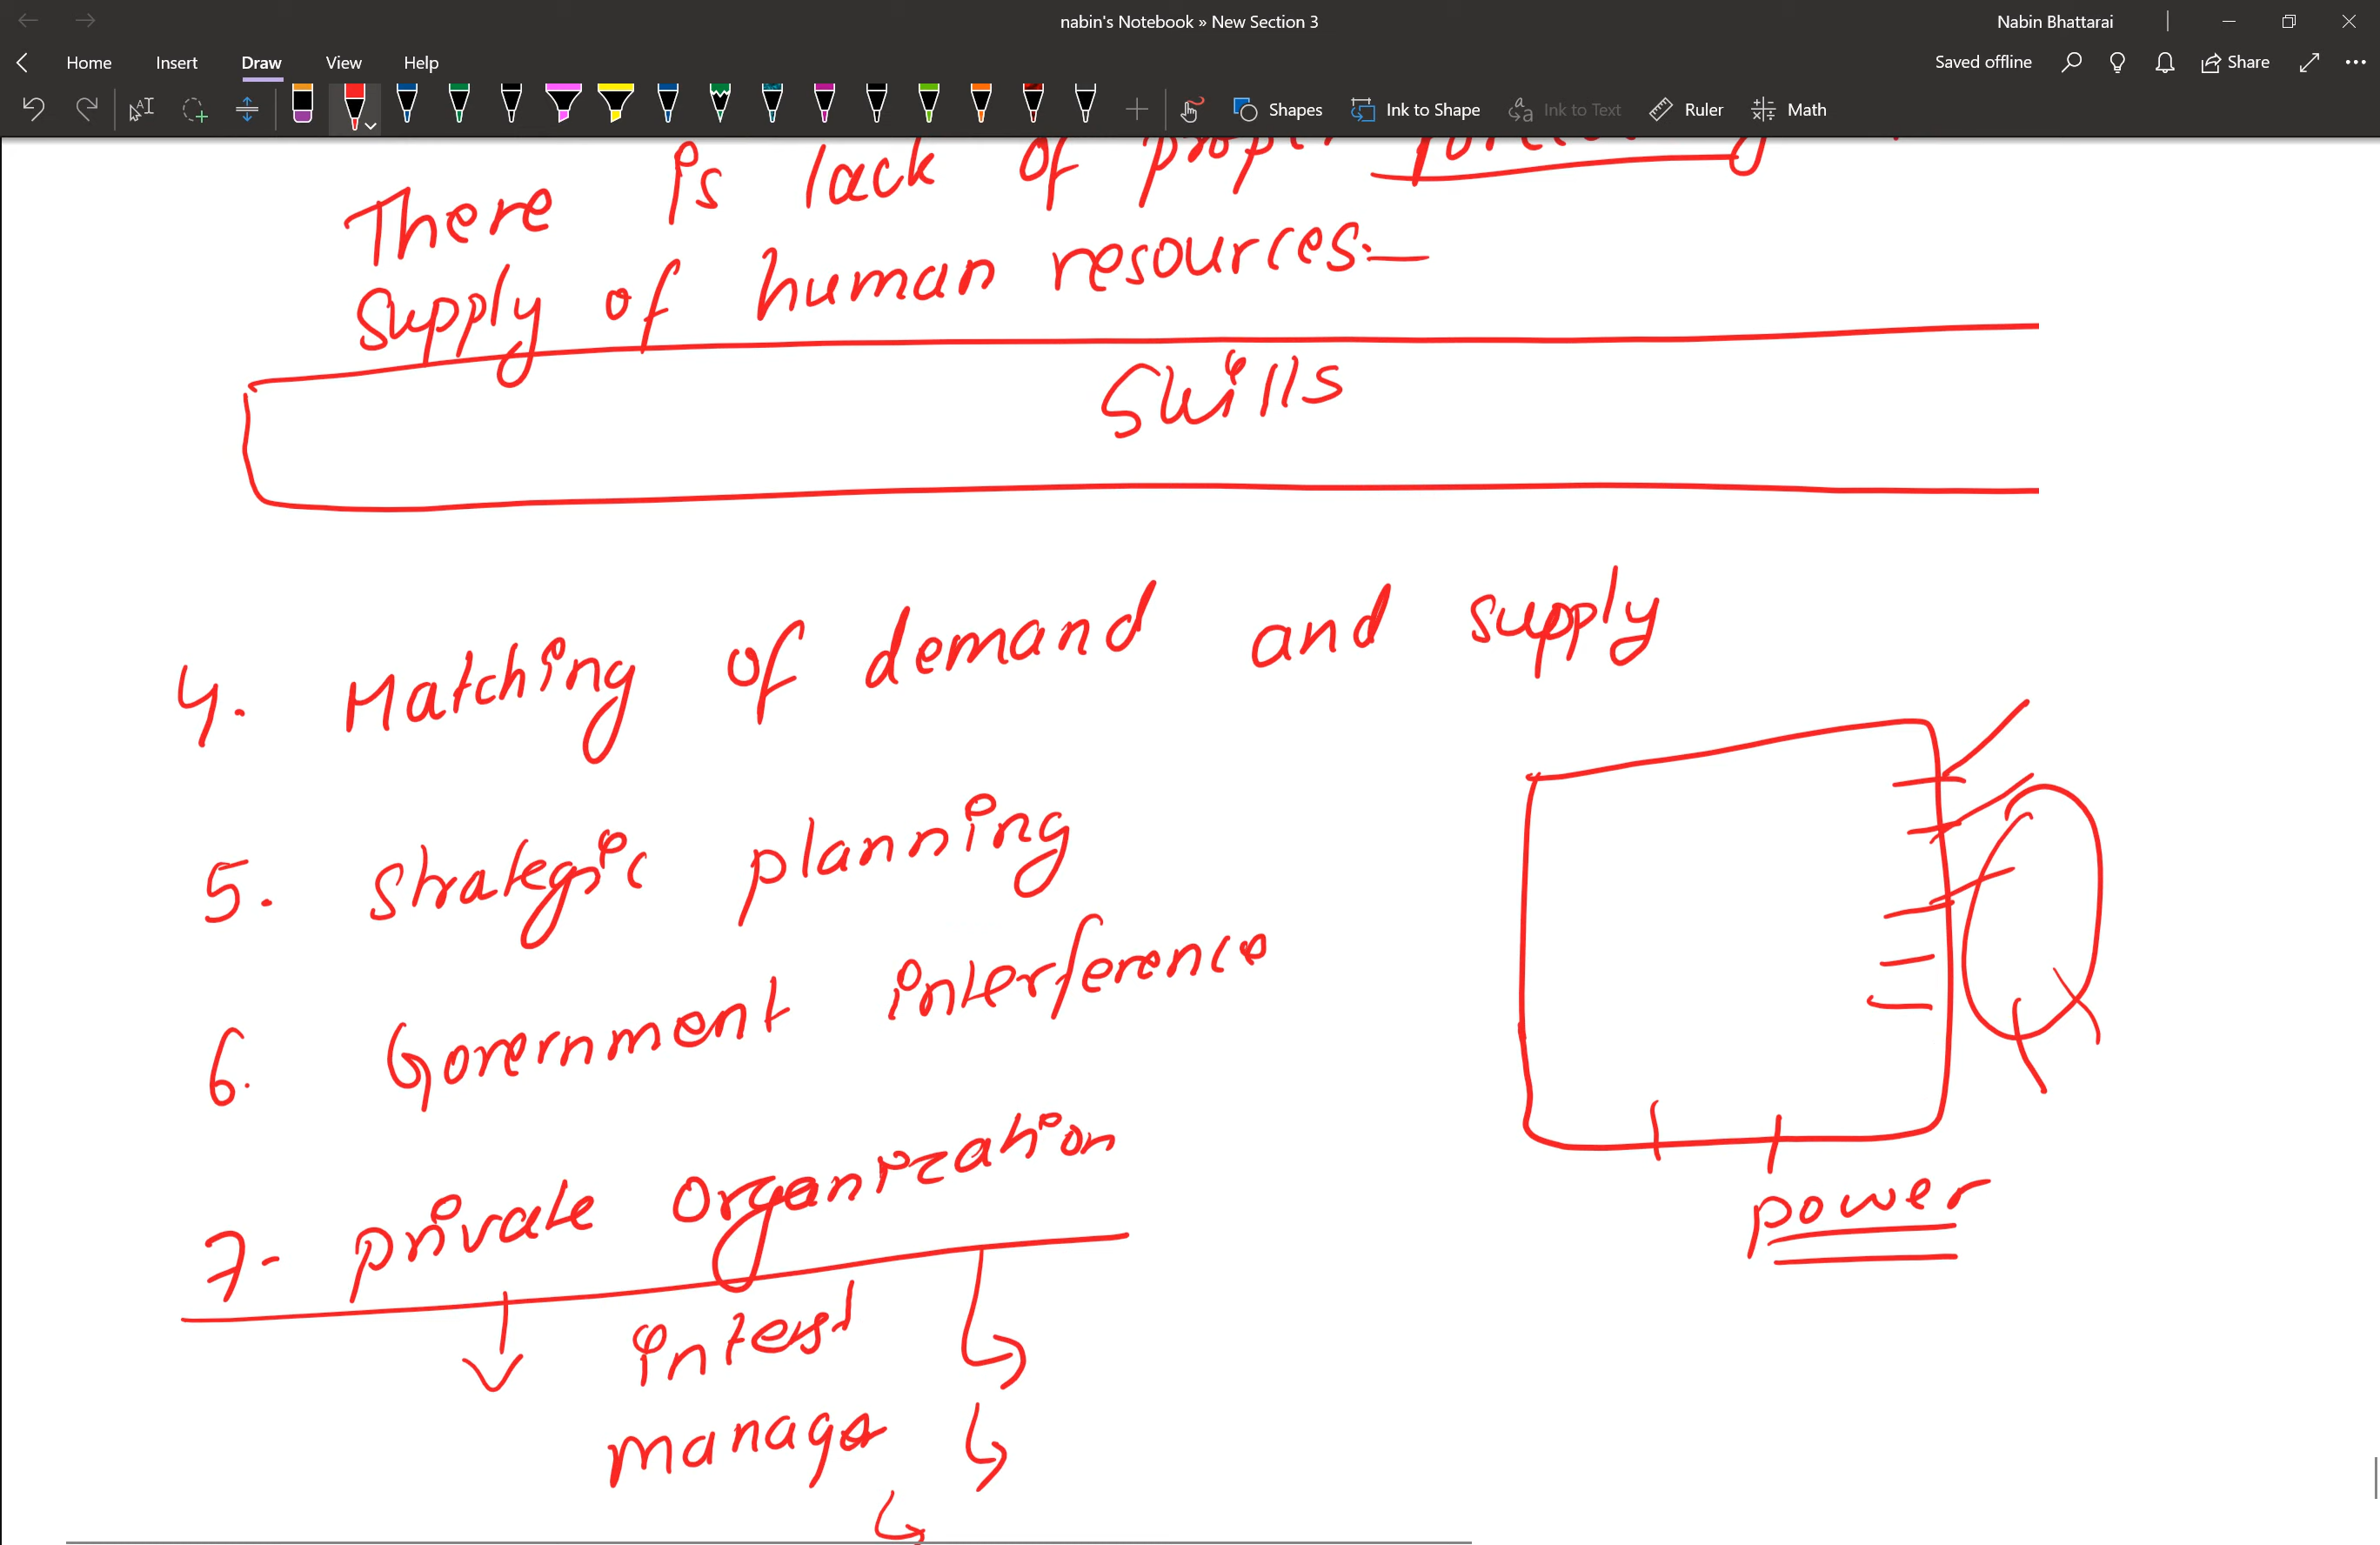 nabin's Notebook » New Section 3
Nabin Bhattarai
Home Insert Draw View Help
Saved offline
Share
Shapes
Ink to Shape
Ink to Text
Ruler
Math
There is lack of proper
supply of human resources:-
Skills
4. Matching of demand and supply
5. strategic planning
6. Government interference
7- private organization
power
manager